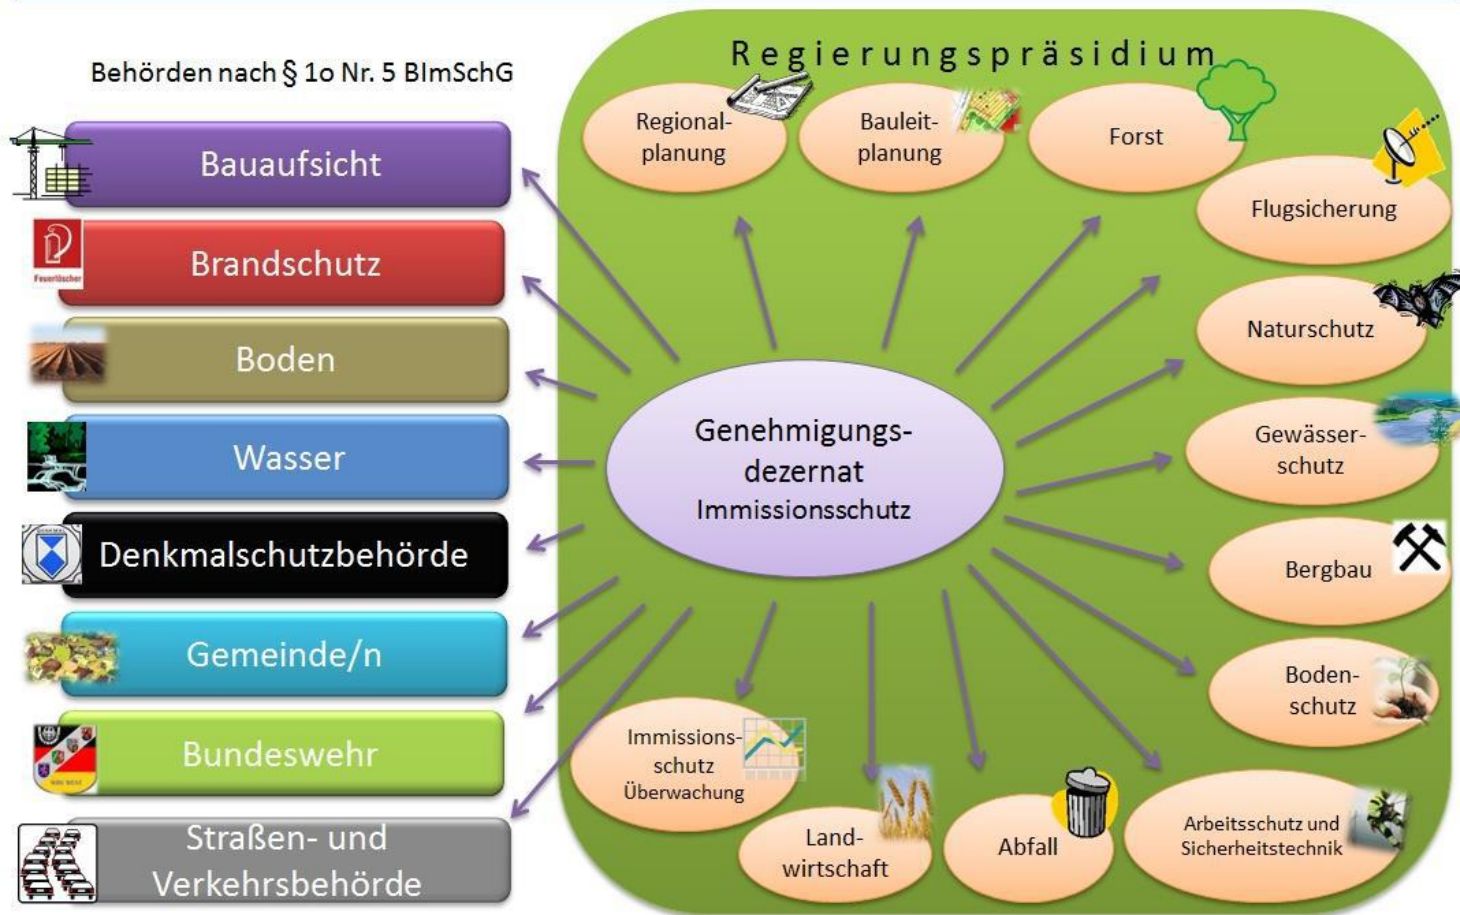 Behörden nach § 1o Nr. 5 BImSchG
Bauaufsicht
Feuerlöscher
Brandschutz
Boden
Wasser
Denkmalschutzbehörde
Gemeinde/n
Bundeswehr
Straßen- und
Verkehrsbehörde
Regierungspräsidium
Regional-
planung
Bauleit-
planung
Forst
Flugsicherung
Naturschutz
Gewässer-
schutz
Bergbau
Boden-
schutz
Arbeitsschutz und
Sicherheitstechnik
Abfall
Land-
wirtschaft
Immissions-
schutz
Überwachung
Genehmigungs-
dezernat
Immissionsschutz